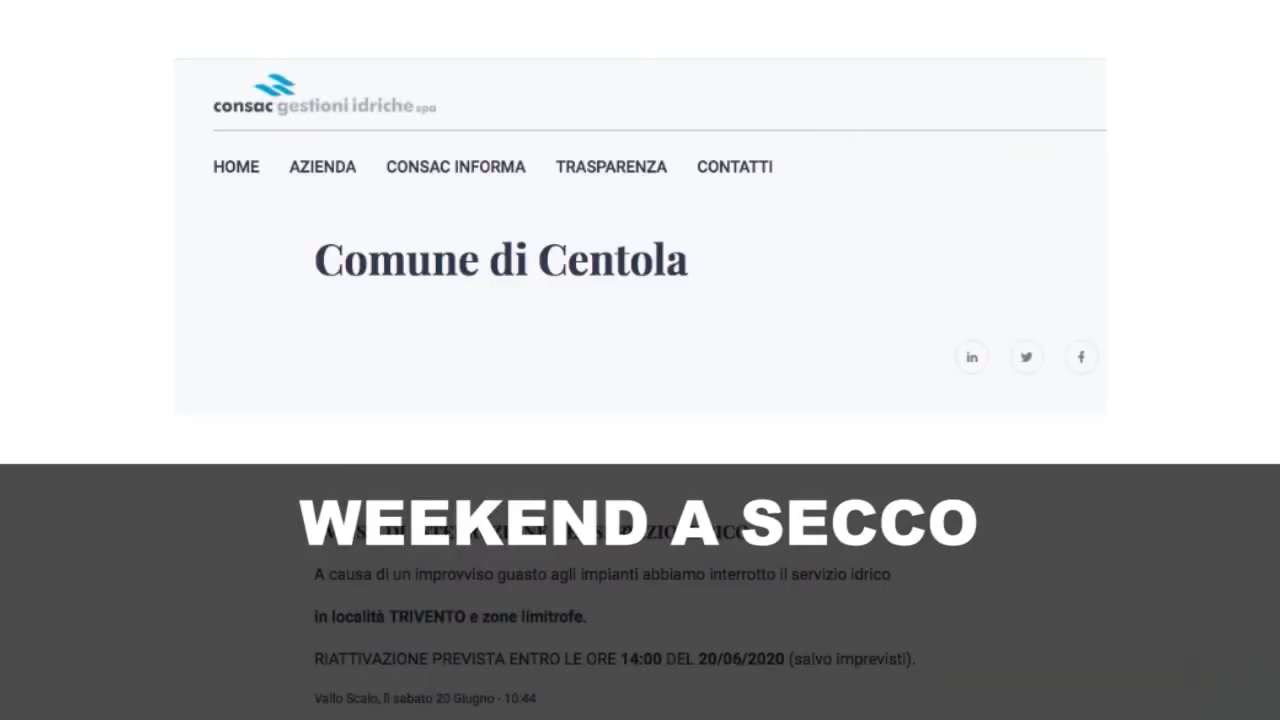 consac gestioni idriche spa
HOME AZIENDA CONSAC INFORMA TRASPARENZA CONTATTI
Comune di Centola
in
WEEKEND A SECCO
A causa di un improvviso guasto agli impianti abbiamo interrotto il servizio idrico
in località TRIVENTO e zone limitrofe.
RIATTIVAZIONE PREVISTA ENTRO LE ORE 14:00 DEL 20/06/2020 (salvo imprevisti).
Vallo Scalo, lì sabato 20 Giugno - 10:44